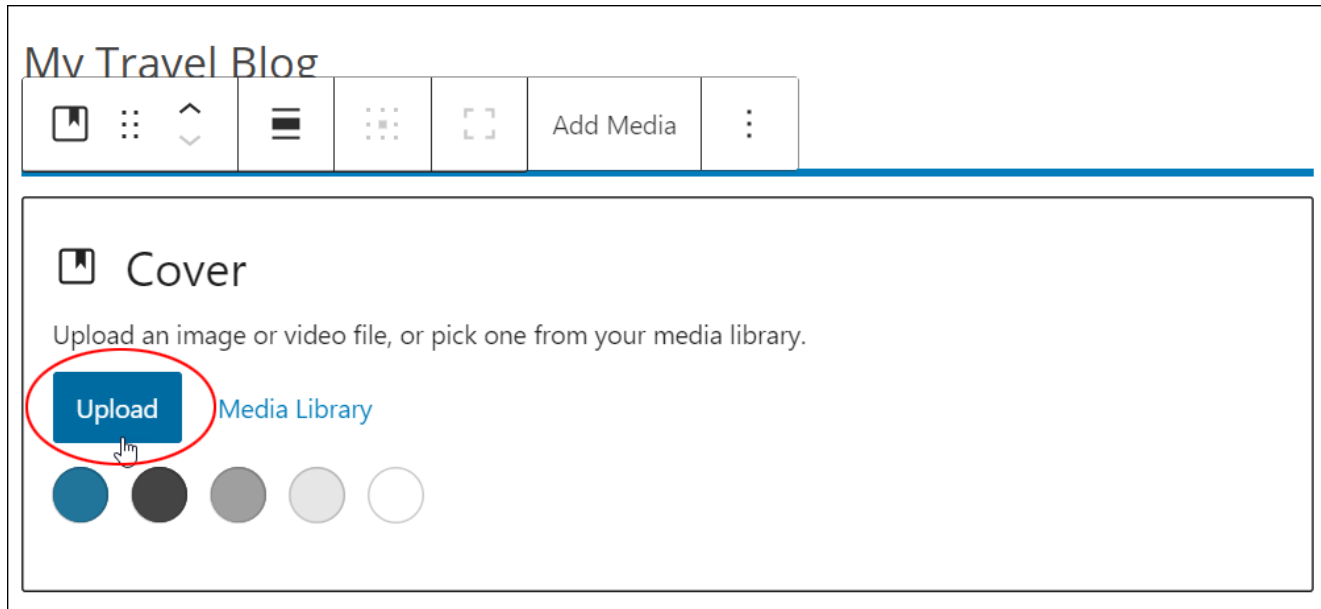 My Travel Blog
Add Media
Cover
Upload an image or video file, or pick one from your media library.
Upload
Media Library